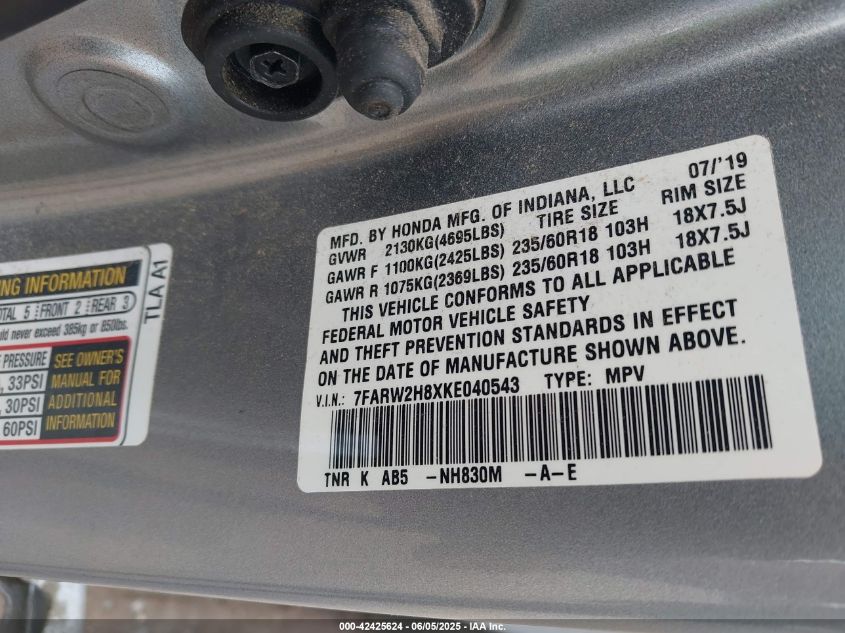 07/'19
MFD. BY HONDA MFG. OF INDIANA, LLC
TIRE SIZE RIM SIZE
GVWR 2130KG(4695LBS)
GAWR F 1100KG(2425LBS) 235/60R18 103H 18X7.5J
GAWR R 1075KG(2369LBS) 235/60R18 103H 18X7.5J
THIS VEHICLE CONFORMS TO ALL APPLICABLE
FEDERAL MOTOR VEHICLE SAFETY
AND THEFT PREVENTION STANDARDS IN EFFECT
ON THE DATE OF MANUFACTURE SHOWN ABOVE.
V.I.N.: 7FARW2H8XKE040543 TYPE: MPV
TNR K AB5 -NH830M -A-E
NG INFORMATION
OTAL 5 FRONT 2 REAR 3
ould never exceed 385kg or 850lbs.
PRESSURE SEE OWNER'S
, 33PSI MANUAL FOR
, 30PSI ADDITIONAL
60PSI INFORMATION
TLA A1
000-42425624 | 06/05/2025 - IAA Inc.